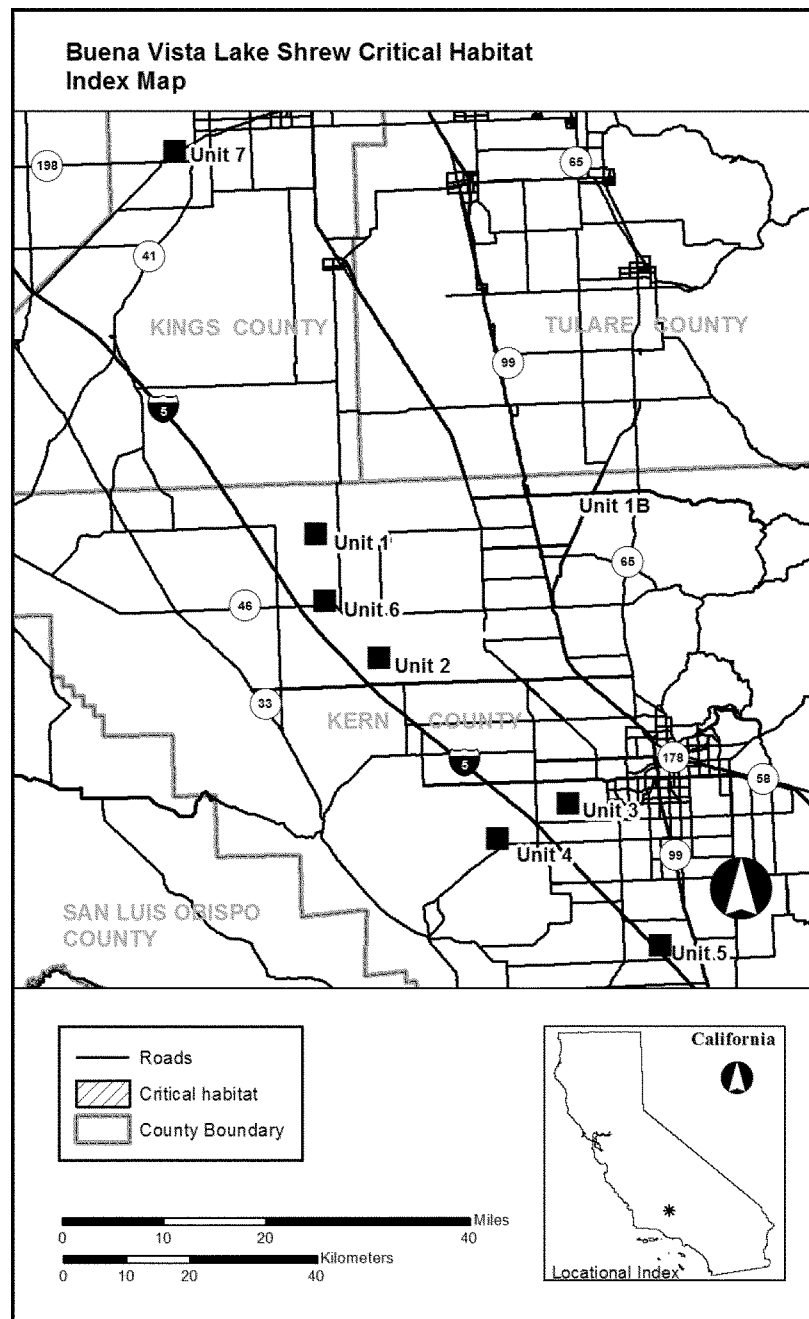 Buena Vista Lake Shrew Critical Habitat
Index Map
198
Unit 7
65
41
KINGS COUNTY
TULARE COUNTY
99
5
Unit 1B
Unit 1
65
46
Unit 6
Unit 2
33
KERN COUNTY
5
178
58
Unit 3
Unit 4
99
SAN LUIS OBISPO
COUNTY
Unit 5
Roads
Critical habitat
County Boundary
California
Miles
0 10 20 40
Kilometers
0 10 20 40
Locational Index